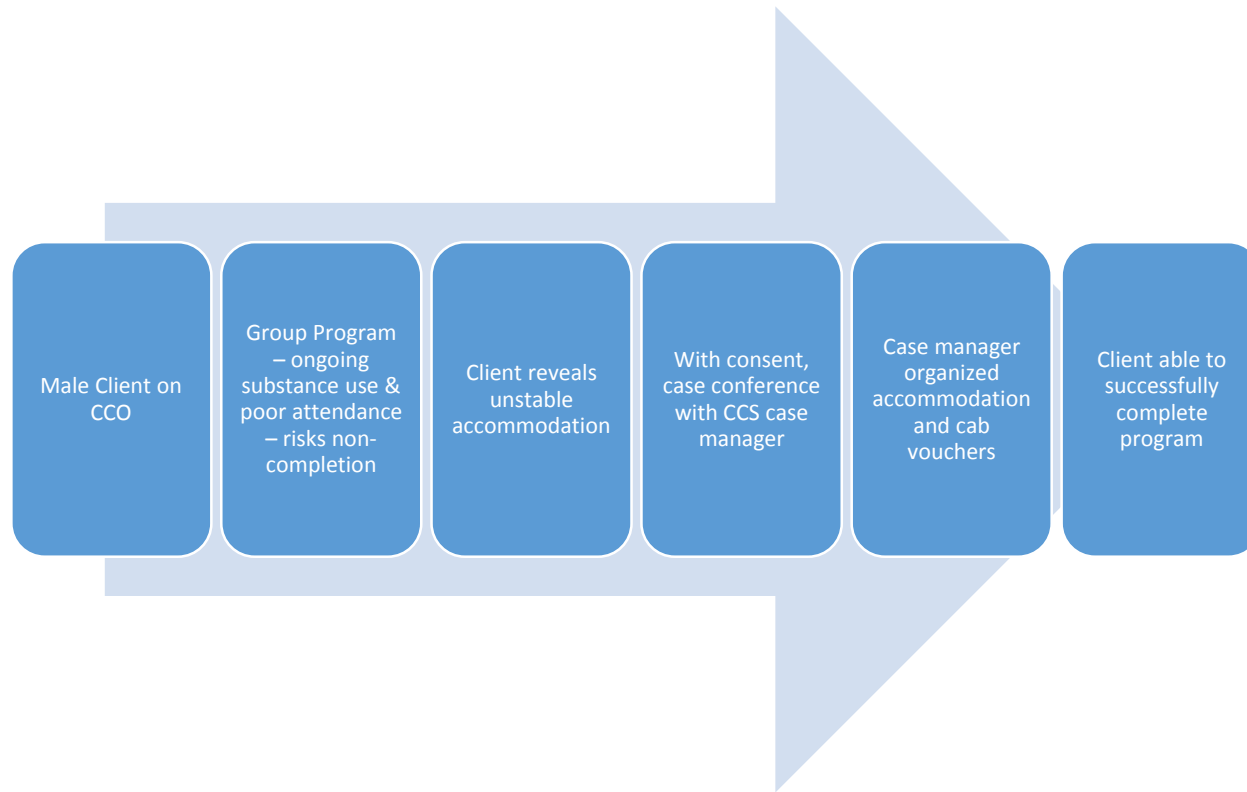 Male Client on
CCO
Group Program
– ongoing
substance use &
poor attendance
– risks non-
completion
Client reveals
unstable
accommodation
With consent,
case conference
with CCS case
manager
Case manager
organized
accommodation
and cab
vouchers
Client able to
successfully
complete
program